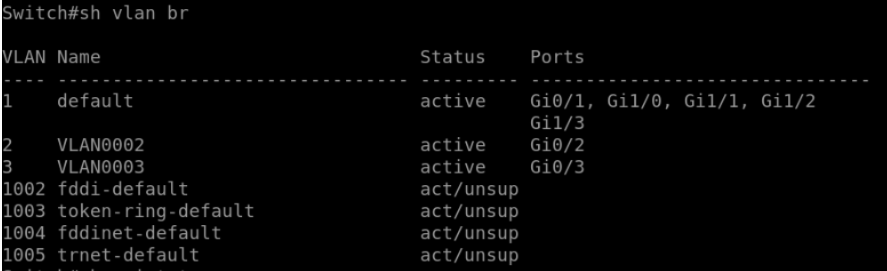 Switch#sh vlan br
VLAN Name                             Status    Ports
---- -------------------------------- --------- -------------------------------
1    default                          active    Gi0/1, Gi1/0, Gi1/1, Gi1/2
                                                Gi1/3
2    VLAN0002                         active    Gi0/2
3    VLAN0003                         active    Gi0/3
1002 fddi-default                     act/unsup
1003 token-ring-default               act/unsup
1004 fddinet-default                  act/unsup
1005 trnet-default                    act/unsup